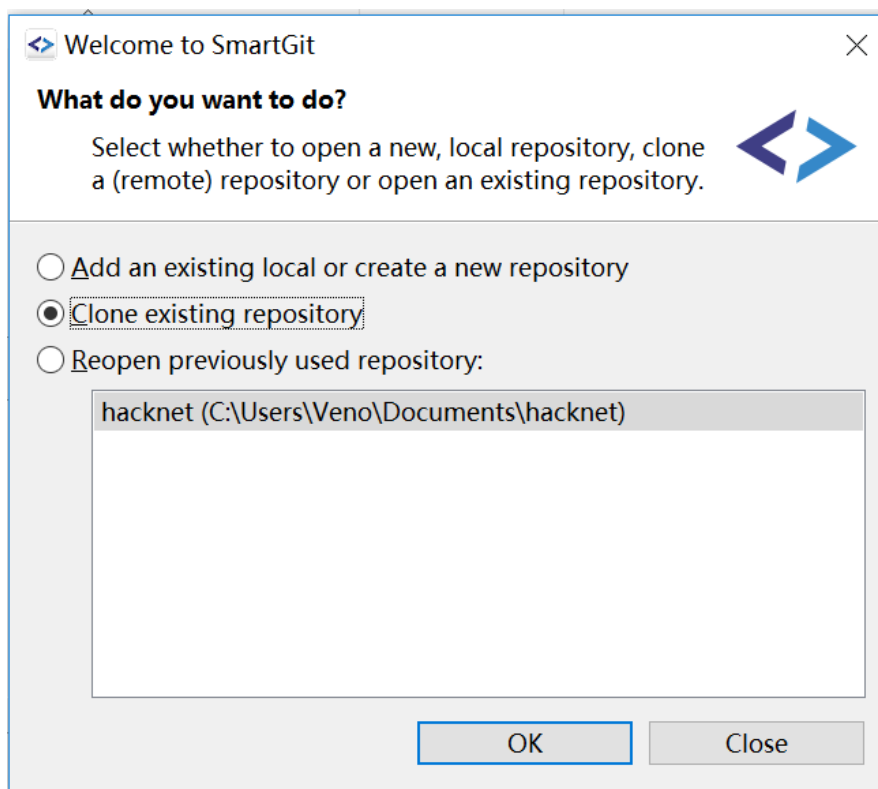 Welcome to SmartGit
What do you want to do?
Select whether to open a new, local repository, clone
a (remote) repository or open an existing repository.
Add an existing local or create a new repository
Clone existing repository
Reopen previously used repository:
hacknet (C:\Users\Veno\Documents\hacknet)
OK Close